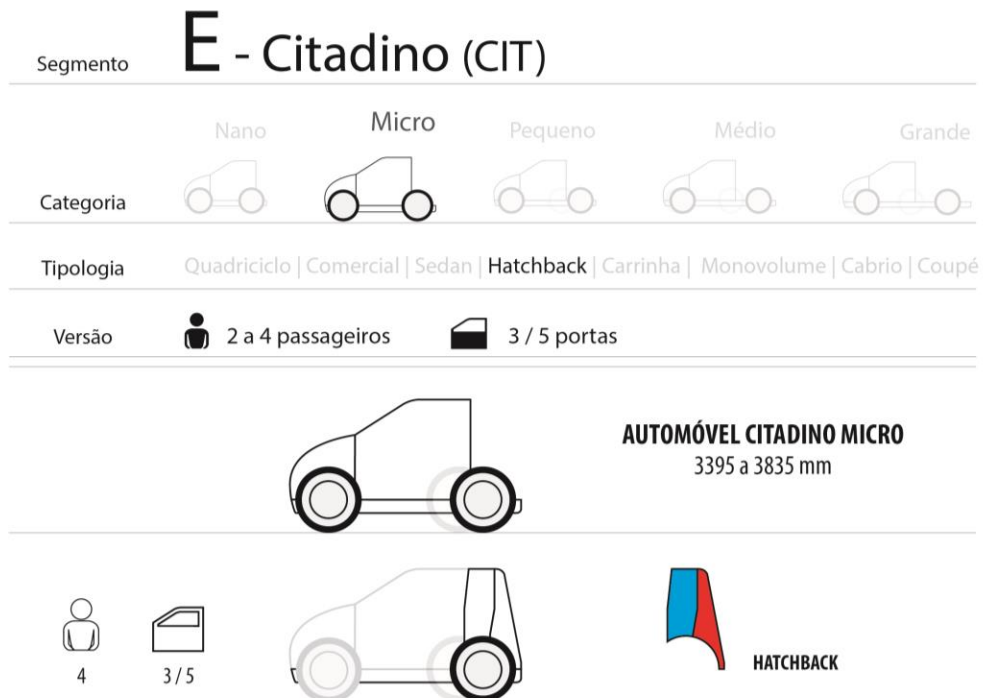 Segmento E - Citadino (CIT)
Nano Micro Pequeno Médio Grande
Categoria
Tipologia Quadriciclo | Comercial | Sedan | Hatchback | Carrinha | Monovolume | Cabrio | Coupé
Versão 2 a 4 passageiros 3 / 5 portas
AUTOMÓVEL CITADINO MICRO
3395 a 3835 mm
HATCHBACK
4 3 / 5